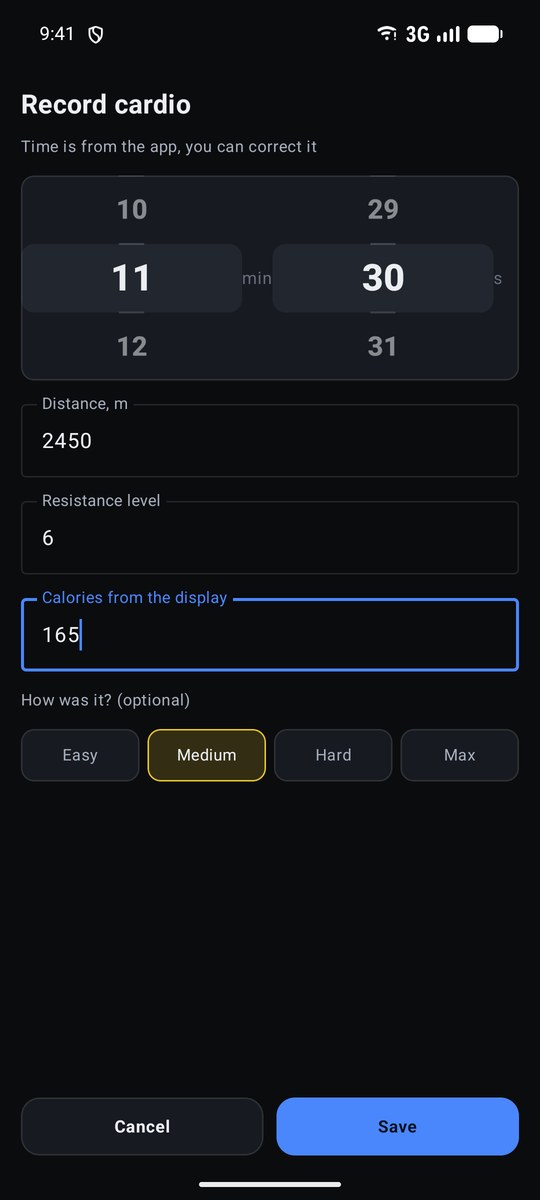 9:41 3G
Record cardio
Time is from the app, you can correct it
10 29
11 min 30 s
12 31
Distance, m
2450
Resistance level
6
Calories from the display
165
How was it? (optional)
Easy Medium Hard Max
Cancel Save